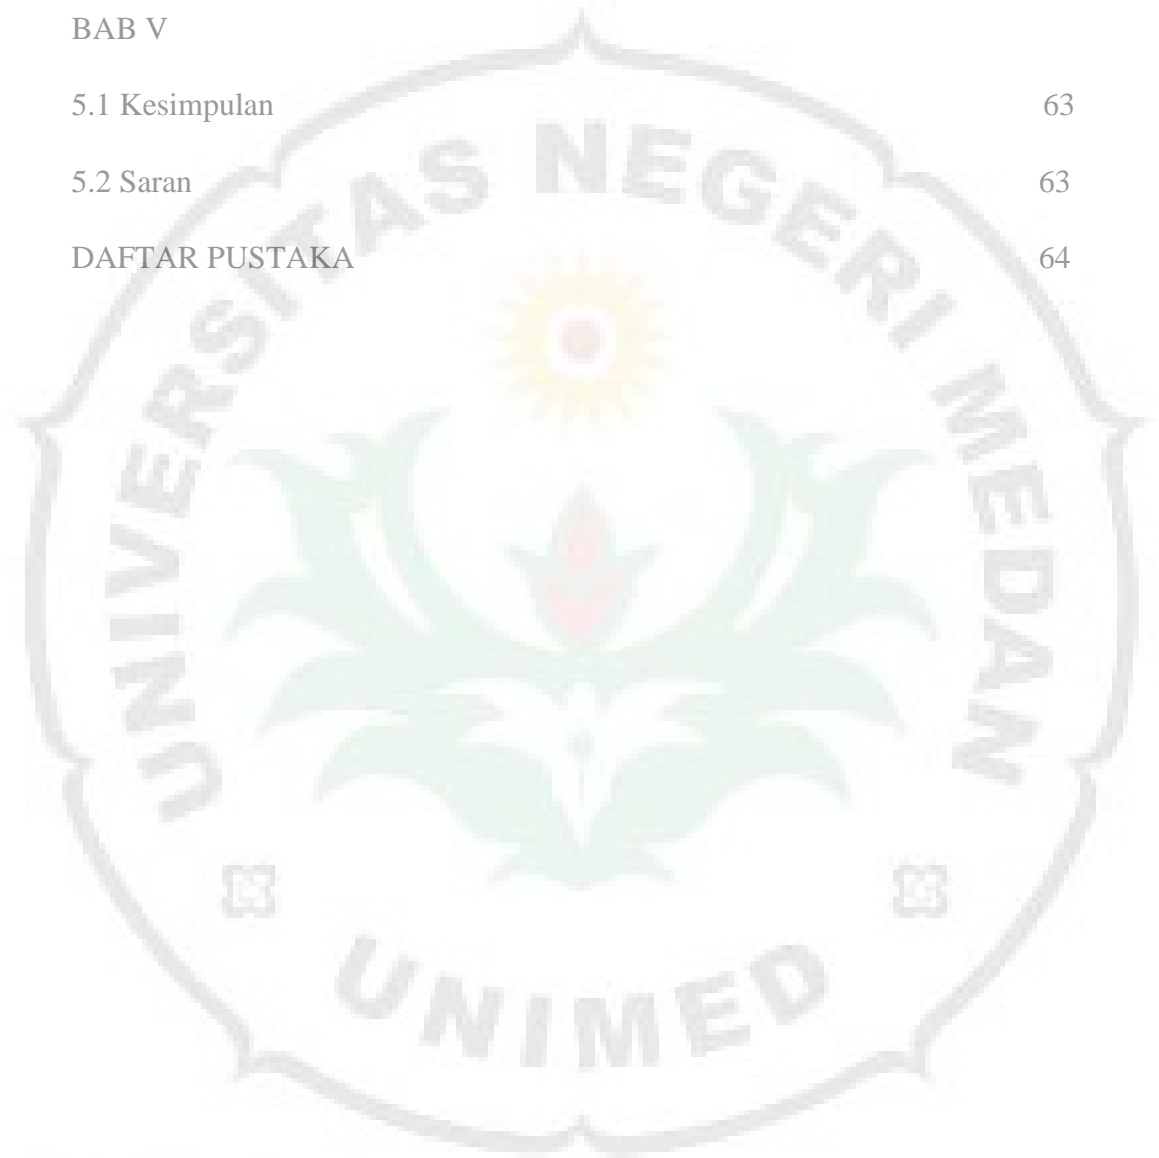 BAB V
5.1 Kesimpulan 63
5.2 Saran 63
DAFTAR PUSTAKA 64
UNIVERSITAS NEGERI MEDAN
UNIMED